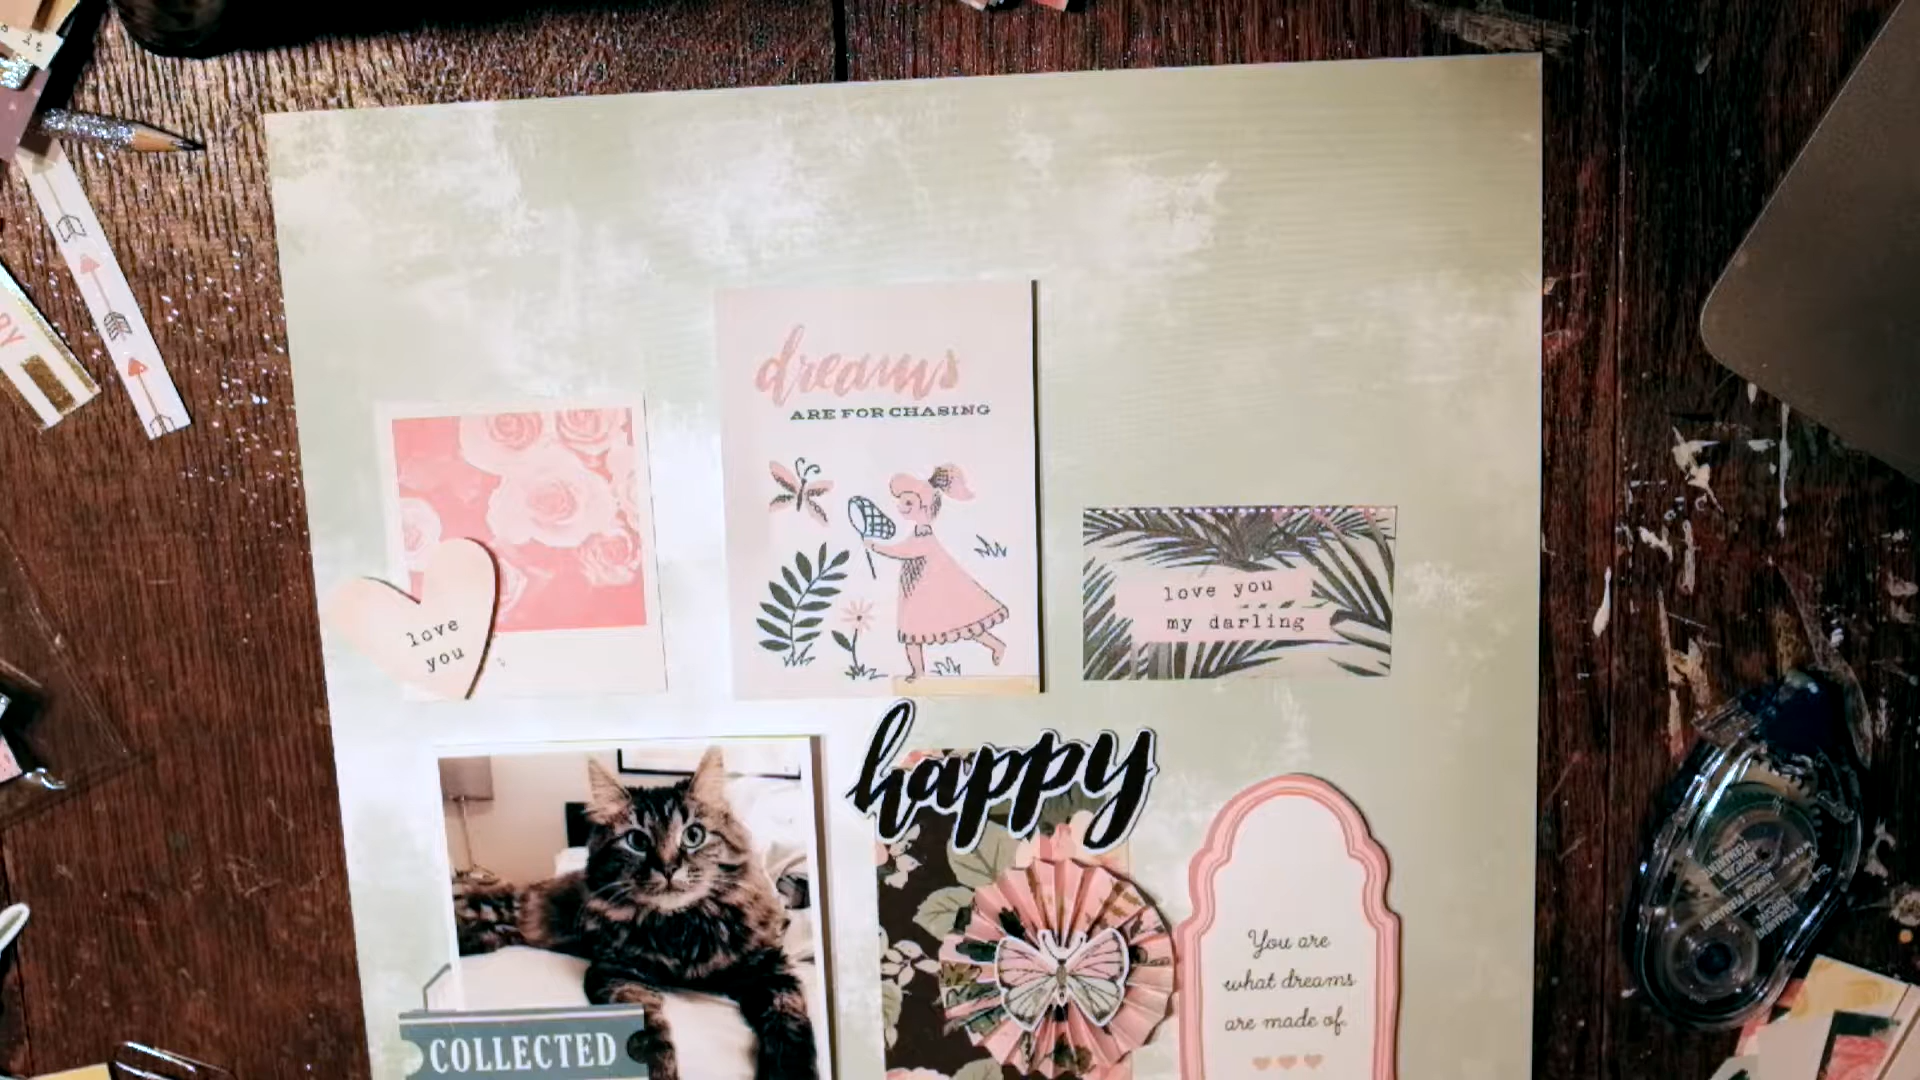 dreams
ARE FOR CHASING
love
you
love you
my darling
happy
You are
what dreams
are made of.
COLLECTED
RY